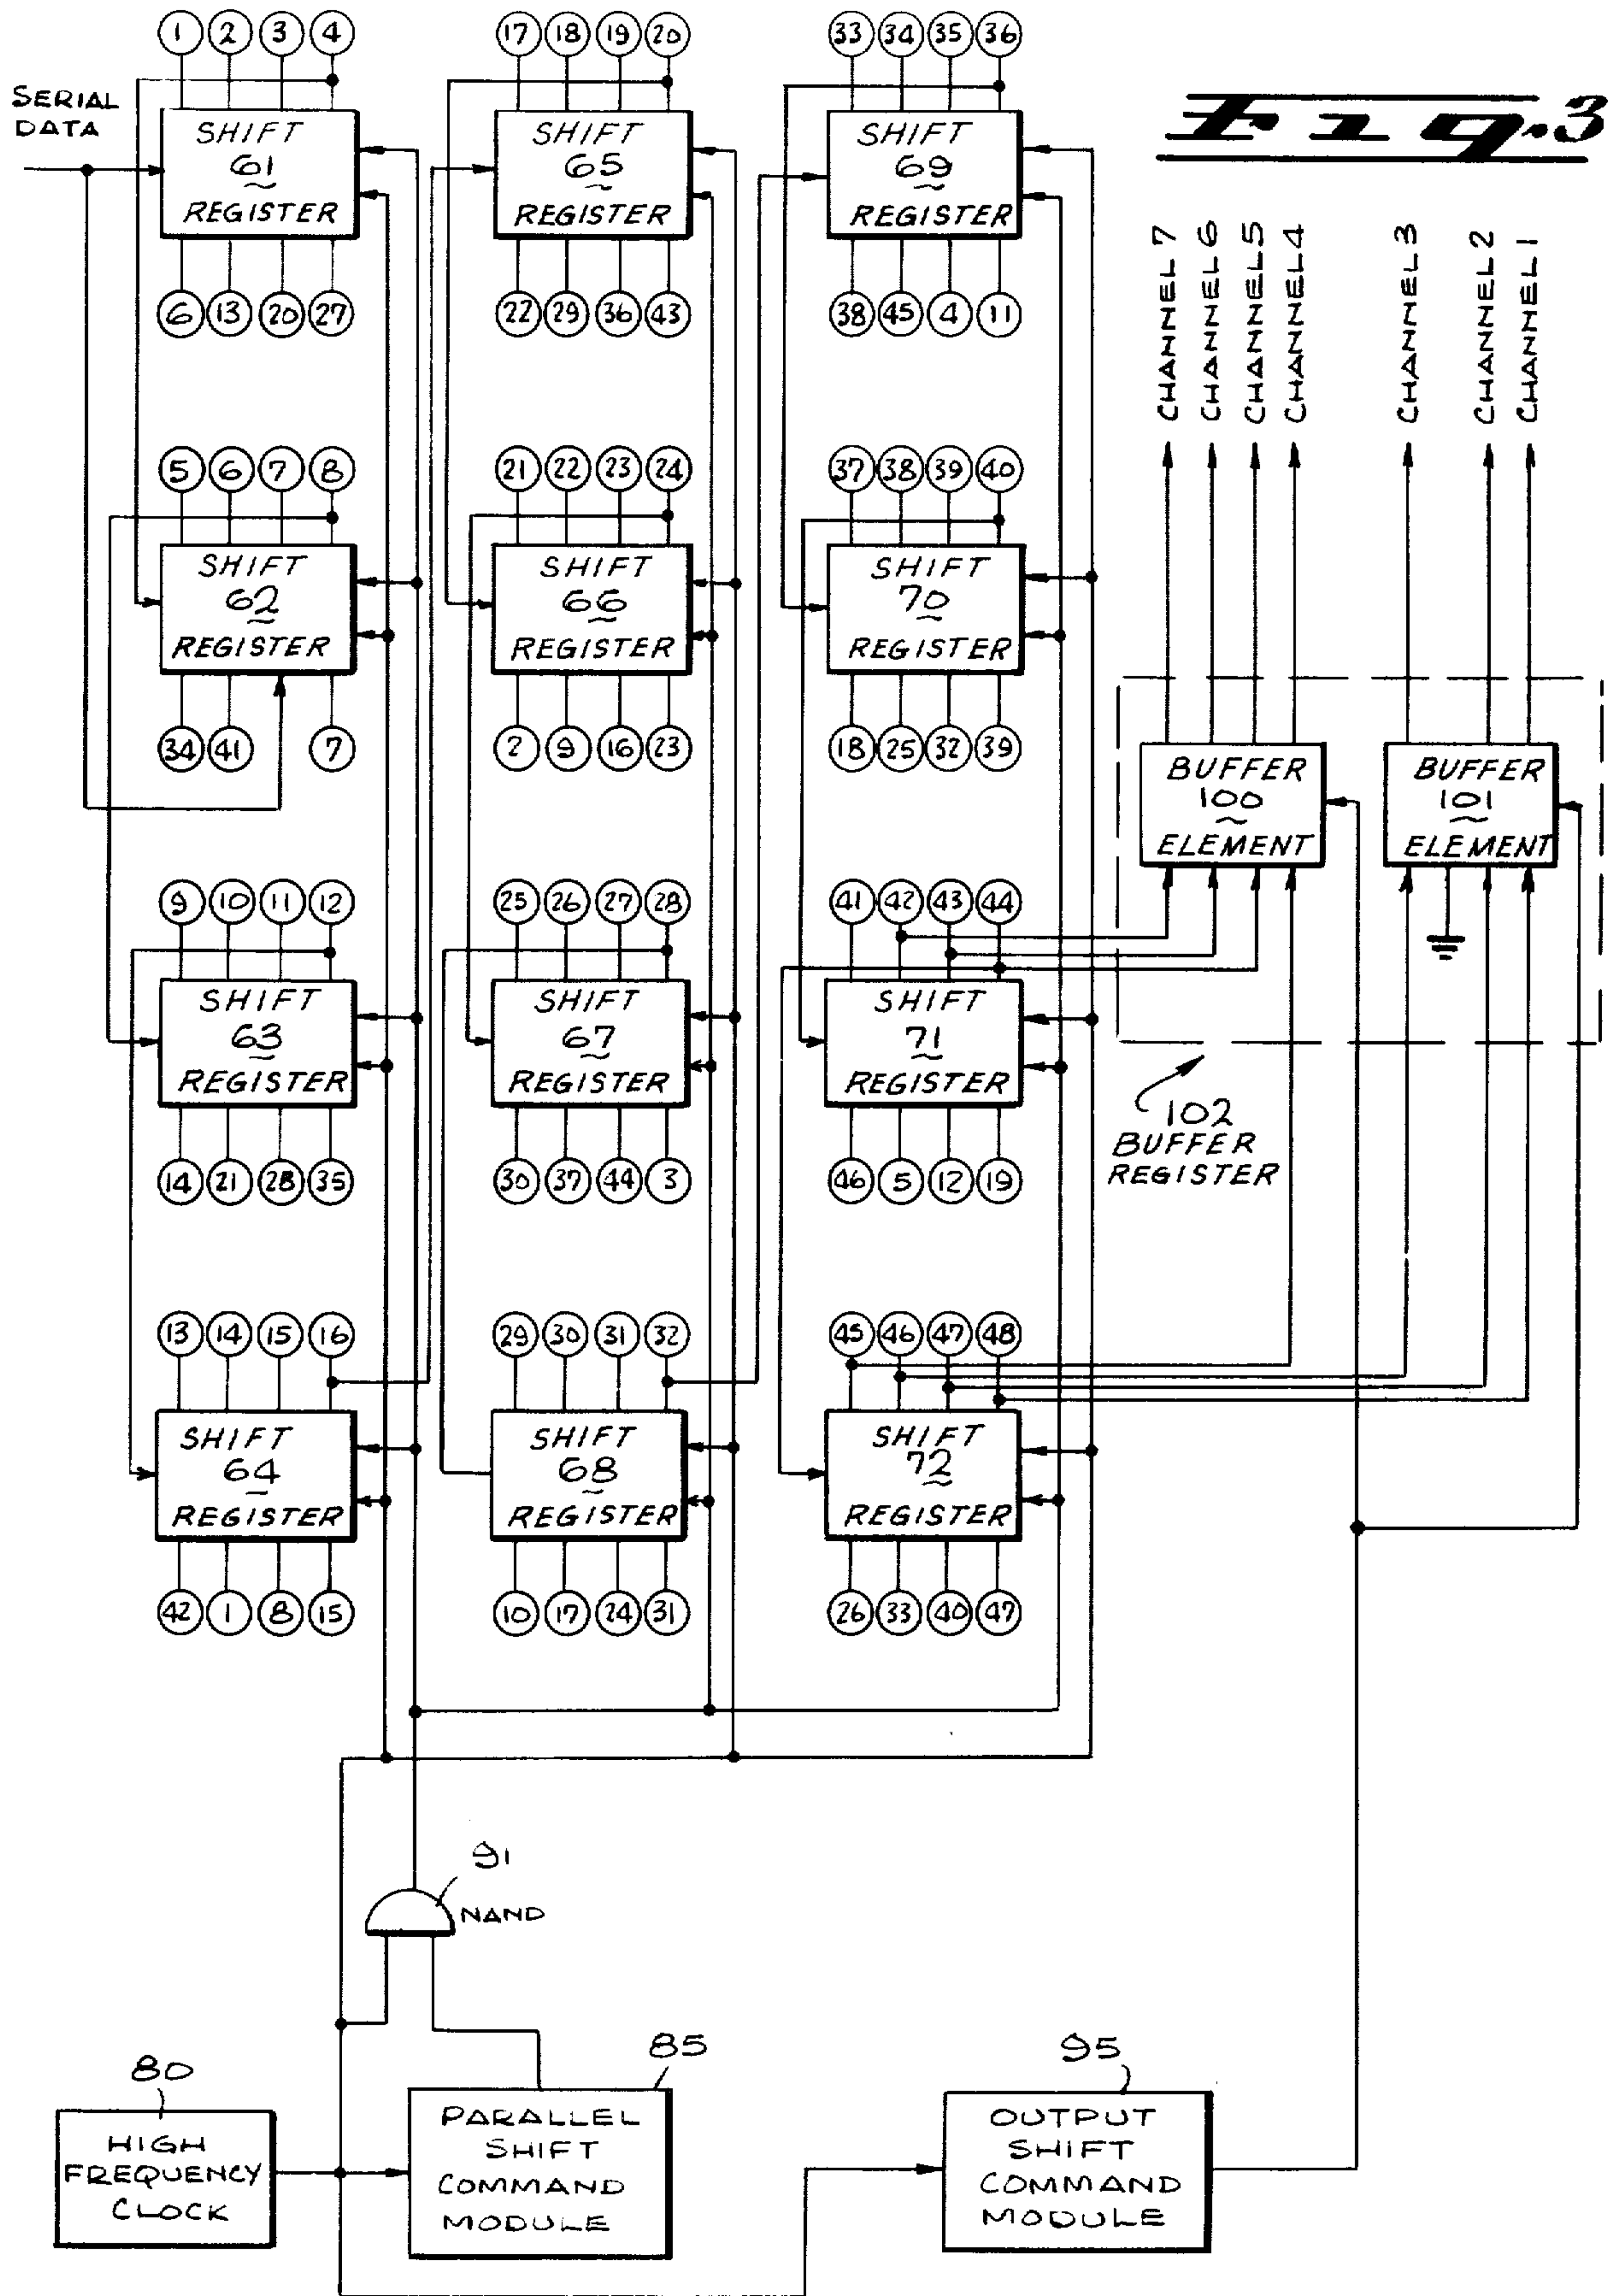 Fig. 3
SERIAL
DATA
1 2 3 4
SHIFT
61
REGISTER
6 13 20 27
17 18 19 20
SHIFT
65
REGISTER
22 29 36 43
33 34 35 36
SHIFT
69
REGISTER
38 45 4 11
CHANNEL 7
CHANNEL 6
CHANNEL 5
CHANNEL 4
CHANNEL 3
CHANNEL 2
CHANNEL 1
5 6 7 8
SHIFT
62
REGISTER
34 41 7
21 22 23 24
SHIFT
66
REGISTER
2 9 16 23
37 38 39 40
SHIFT
70
REGISTER
18 25 32 39
BUFFER
100
ELEMENT
BUFFER
101
ELEMENT
9 10 11 12
SHIFT
63
REGISTER
14 21 28 35
25 26 27 28
SHIFT
67
REGISTER
30 37 44 3
41 42 43 44
SHIFT
71
REGISTER
46 5 12 19
102
BUFFER
REGISTER
13 14 15 16
SHIFT
64
REGISTER
42 1 8 15
29 30 31 32
SHIFT
68
REGISTER
10 17 24 31
45 46 47 48
SHIFT
72
REGISTER
26 33 40 47
91
NAND
80
HIGH
FREQUENCY
CLOCK
85
PARALLEL
SHIFT
COMMAND
MODULE
95
OUTPUT
SHIFT
COMMAND
MODULE